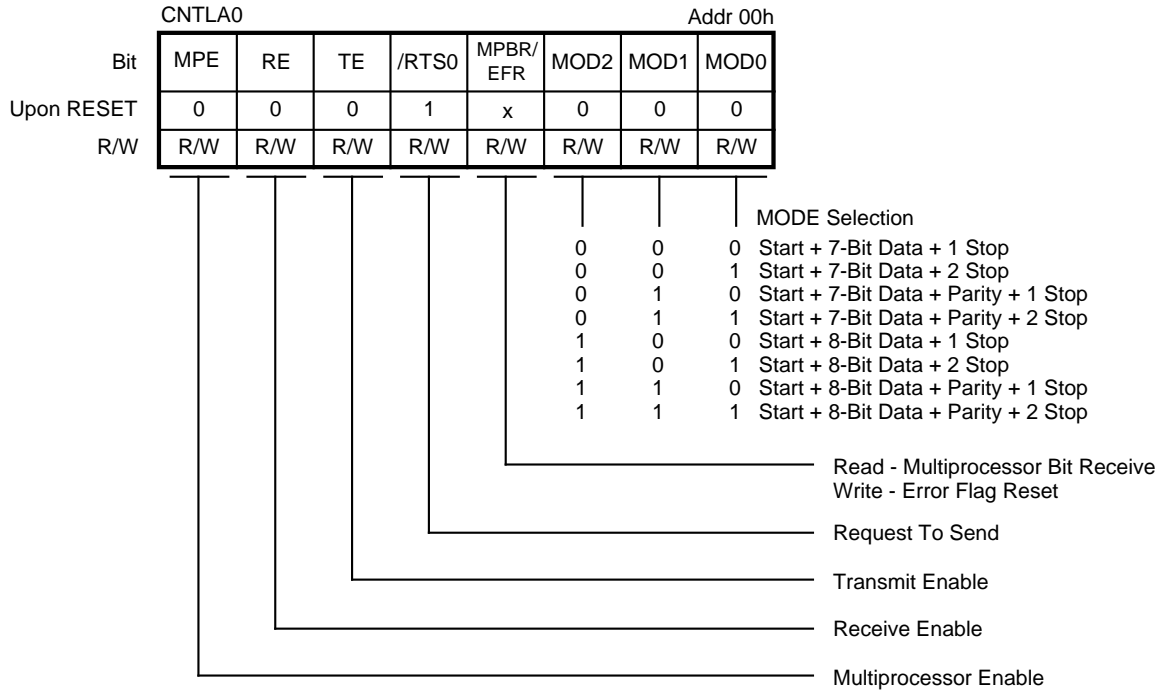 CNTLA0 Addr 00h
Bit MPE RE TE /RTS0 MPBR/ EFR MOD2 MOD1 MOD0
Upon RESET 0 0 0 1 x 0 0 0
R/W R/W R/W R/W R/W R/W R/W R/W R/W
MODE Selection
0 0 0 Start + 7-Bit Data + 1 Stop
0 0 1 Start + 7-Bit Data + 2 Stop
0 1 0 Start + 7-Bit Data + Parity + 1 Stop
0 1 1 Start + 7-Bit Data + Parity + 2 Stop
1 0 0 Start + 8-Bit Data + 1 Stop
1 0 1 Start + 8-Bit Data + 2 Stop
1 1 0 Start + 8-Bit Data + Parity + 1 Stop
1 1 1 Start + 8-Bit Data + Parity + 2 Stop
Read - Multiprocessor Bit Receive
Write - Error Flag Reset
Request To Send
Transmit Enable
Receive Enable
Multiprocessor Enable